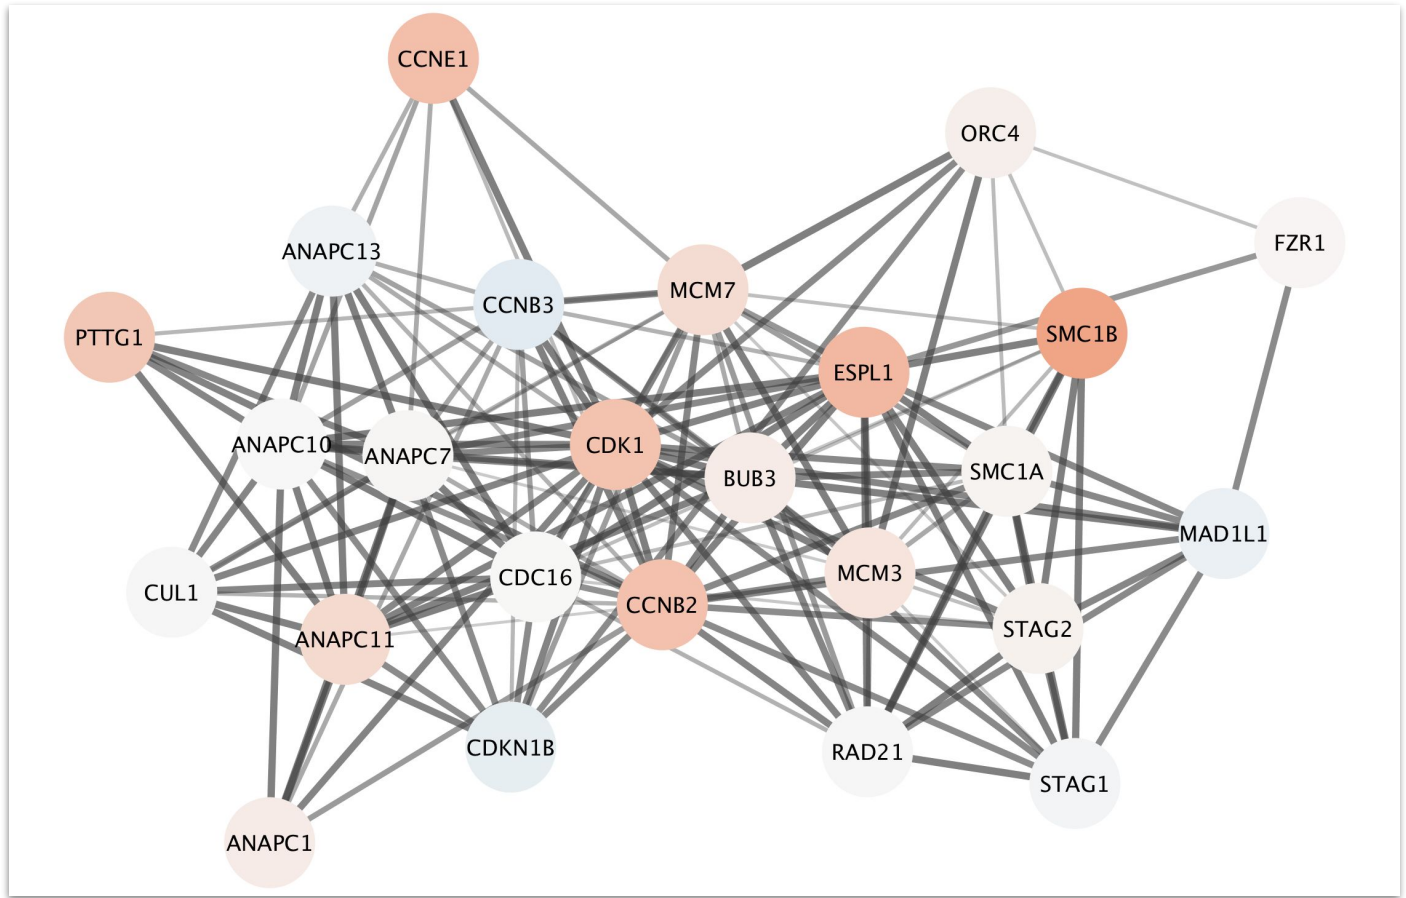 CCNE1
ORC4
FZR1
ANAPC13
MCM7
CCNB3
PTTG1
SMC1B
ESPL1
ANAPC10
ANAPC7
CDK1
BUB3
SMC1A
MAD1L1
CDC16
MCM3
CUL1
CCNB2
STAG2
ANAPC11
CDKN1B
RAD21
STAG1
ANAPC1